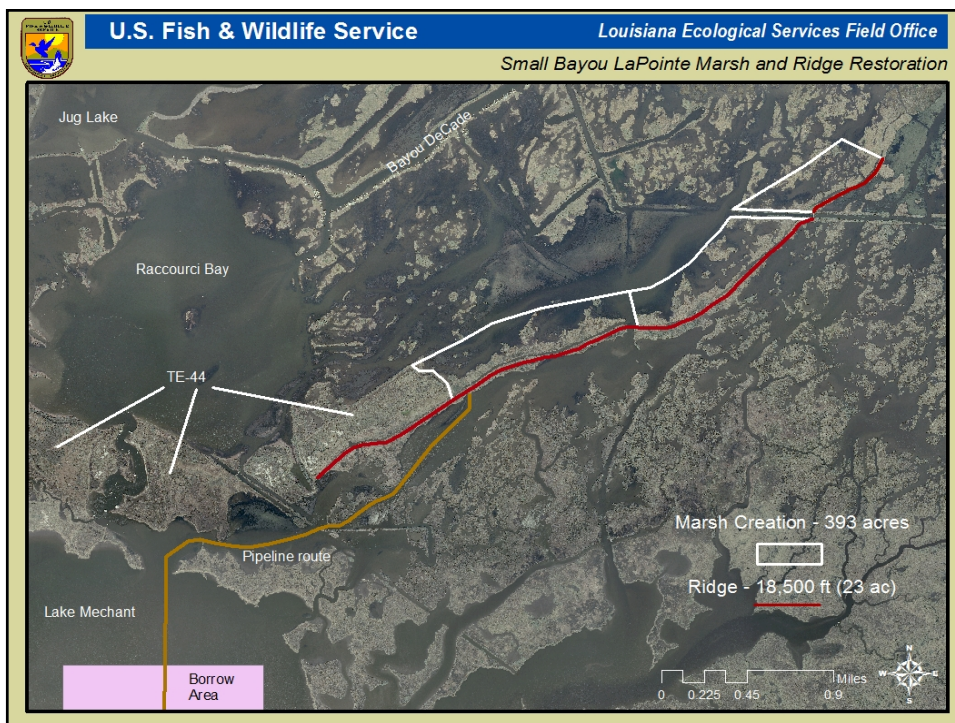 U.S. Fish & Wildlife Service
Louisiana Ecological Services Field Office
Small Bayou LaPointe Marsh and Ridge Restoration
Jug Lake
Bayou DeCade
Raccourci Bay
TE-44
Marsh Creation - 393 acres
Pipeline route
Ridge - 18,500 ft (23 ac)
Lake Mechant
Borrow
Area
Miles
0 0.225 0.45 0.9
N
W E
S